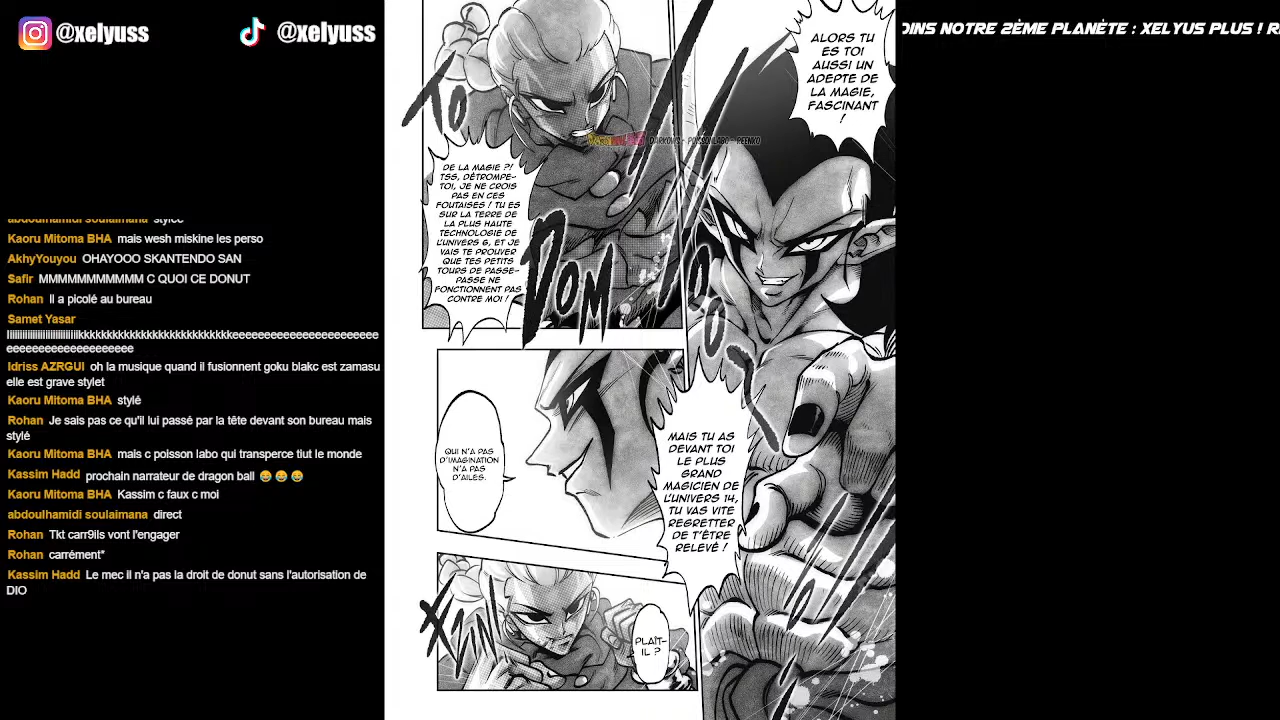 @xelyuss
@xelyuss
OINS NOTRE 2ÈME PLANÈTE : XELYUS PLUS ! R
abdoulhamidi soulaimana stylée
Kaoru Mitoma BHA mais wesh miskine les perso
AkhyYouyou OHAYOOO SKANTENDO SAN
Safir MMMMMMMMMMM C QUOI CE DONUT
Rohan Il a picolé au bureau
Samet Yasar
Idriss AZRGUI oh la musique quand il fusionnent goku blakc est zamasu
elle est grave stylet
Kaoru Mitoma BHA stylé
Rohan Je sais pas ce qu'il lui passé par la tête devant son bureau mais
stylé
Kaoru Mitoma BHA mais c poisson labo qui transperce tiut le monde
Kassim Hadd prochain narrateur de dragon ball 😂 😂 😂
Kaoru Mitoma BHA Kassim c faux c moi
abdoulhamidi soulaimana direct
Rohan Tkt carr9ils vont l'engager
Rohan carrément*
Kassim Hadd Le mec il n'a pas la droit de donut sans l'autorisation de
DIO
ALORS TU
ES TOI
AUSSI UN
ADEPTE DE
LA MAGIE,
FASCINANT
!
TO
DARKOWS - POISSONLABO - REENKO
DE LA MAGIE ?!
TSS, DÉTROMPE-
TOI, JE NE CROIS
PAS EN CES
FOUTAISES ! TU ES
SUR LA TERRE DE
LA PLUS HAUTE
TECHNOLOGIE DE
L'UNIVERS 6, ET JE
VAIS TE PROUVER
QUE TES PETITS
TOURS DE PASSE-
PASSE NE
FONCTIONNENT PAS
CONTRE MOI !
DOM
QUI N'A PAS
D'IMAGINATION
N'A PAS
D'AILES.
MAIS TU AS
DEVANT TOI
LE PLUS
GRAND
MAGICIEN DE
L'UNIVERS 14,
TU VAS VITE
REGRETTER
DE T'ÊTRE
RELEVÉ !
PLAÎT-
IL ?